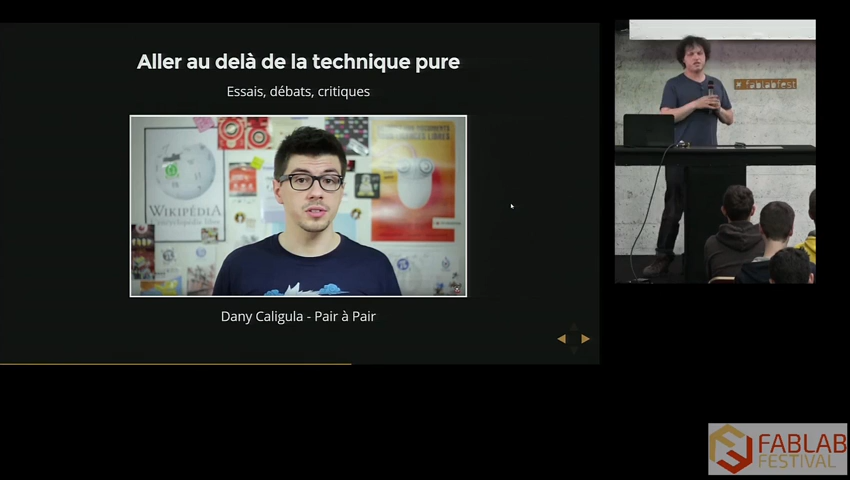 Aller au delà de la technique pure
Essais, débats, critiques
WIKIPÉDIA
Dany Caligula - Pair à Pair
FABLAB
FESTIVAL